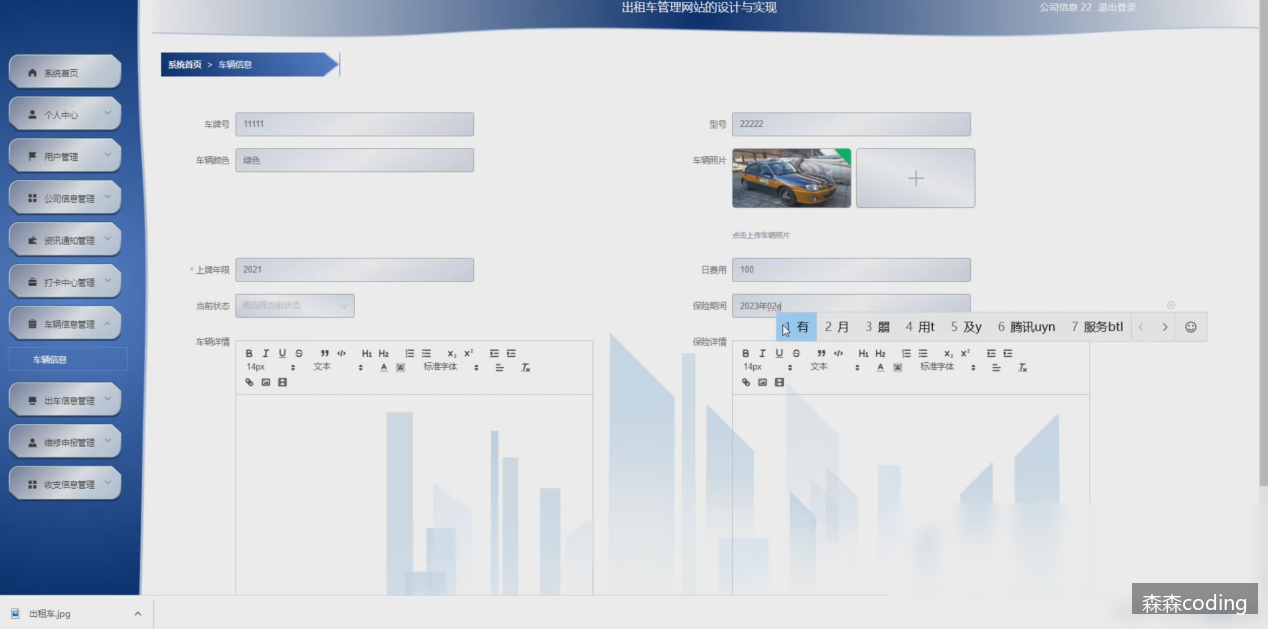 出租车管理网站的设计与实现
公司信息 22 退出登录
系统首页
个人中心
用户管理
公司信息管理
资讯通知管理
打卡中心管理
车辆信息管理
车辆信息
出车信息管理
维修申报管理
收支信息管理
系统首页 > 车辆信息
车牌号 11111
型号 22222
车辆颜色 绿色
车辆照片
点击上传车辆照片
* 上牌年限 2021
日费用 100
当前状态 请选择当前状态
保险期间 2023年02y
1 有 2 月 3 嚣 4 用t 5 及y 6 腾讯uyn 7 服务btl
车辆详情
B I U S ” </> H1 H2 x₂ x²
14px 文本 A A 标准字体
保险详情
B I U S ” </> H1 H2 x₂ x²
14px 文本 A A 标准字体
出租车.jpg
森森coding